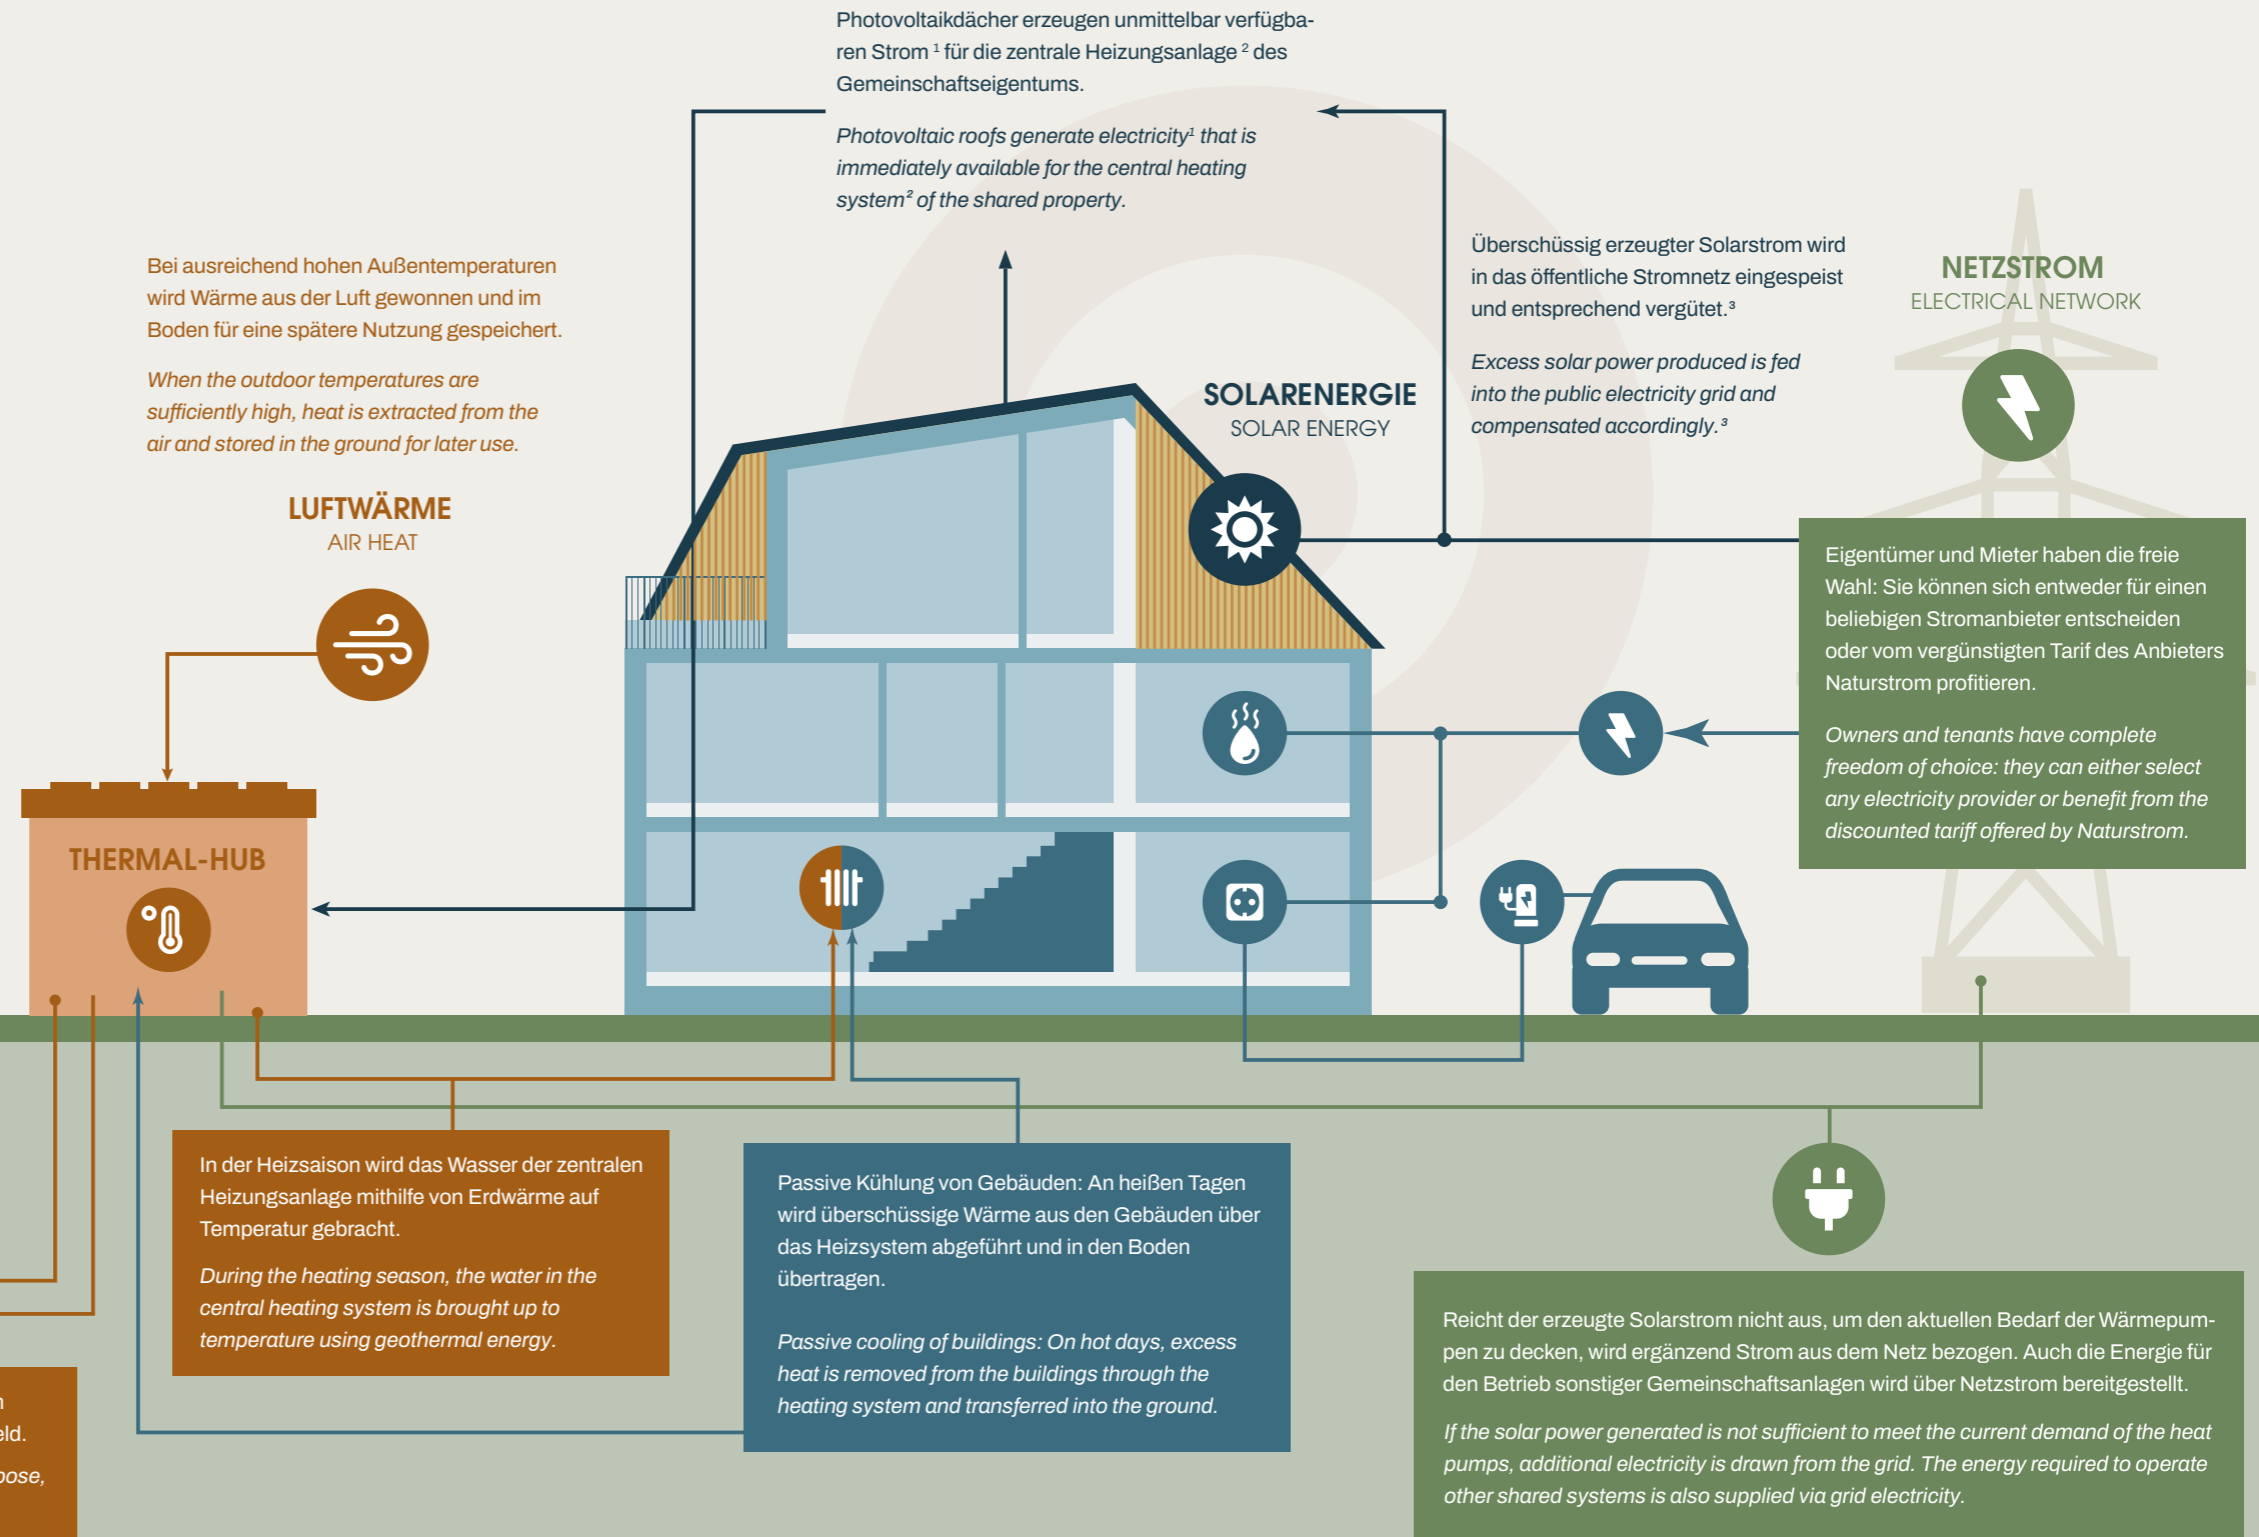 Photovoltaikdächer erzeugen unmittelbar verfügba-
ren Strom ¹ für die zentrale Heizungsanlage ² des
Gemeinschaftseigentums.
Photovoltaic roofs generate electricity¹ that is
immediately available for the central heating
system² of the shared property.
Bei ausreichend hohen Außentemperaturen
wird Wärme aus der Luft gewonnen und im
Boden für eine spätere Nutzung gespeichert.
When the outdoor temperatures are
sufficiently high, heat is extracted from the
air and stored in the ground for later use.
LUFTWÄRME
AIR HEAT
SOLARENERGIE
SOLAR ENERGY
Überschüssig erzeugter Solarstrom wird
in das öffentliche Stromnetz eingespeist
und entsprechend vergütet.³
Excess solar power produced is fed
into the public electricity grid and
compensated accordingly.³
NETZSTROM
ELECTRICAL NETWORK
Eigentümer und Mieter haben die freie
Wahl: Sie können sich entweder für einen
beliebigen Stromanbieter entscheiden
oder vom vergünstigten Tarif des Anbieters
Naturstrom profitieren.
Owners and tenants have complete
freedom of choice: they can either select
any electricity provider or benefit from the
discounted tariff offered by Naturstrom.
THERMAL-HUB
In der Heizsaison wird das Wasser der zentralen
Heizungsanlage mithilfe von Erdwärme auf
Temperatur gebracht.
During the heating season, the water in the
central heating system is brought up to
temperature using geothermal energy.
Passive Kühlung von Gebäuden: An heißen Tagen
wird überschüssige Wärme aus den Gebäuden über
das Heizsystem abgeführt und in den Boden
übertragen.
Passive cooling of buildings: On hot days, excess
heat is removed from the buildings through the
heating system and transferred into the ground.
Reicht der erzeugte Solarstrom nicht aus, um den aktuellen Bedarf der Wärmepum-
pen zu decken, wird ergänzend Strom aus dem Netz bezogen. Auch die Energie für
den Betrieb sonstiger Gemeinschaftsanlagen wird über Netzstrom bereitgestellt.
If the solar power generated is not sufficient to meet the current demand of the heat
pumps, additional electricity is drawn from the grid. The energy required to operate
other shared systems is also supplied via grid electricity.